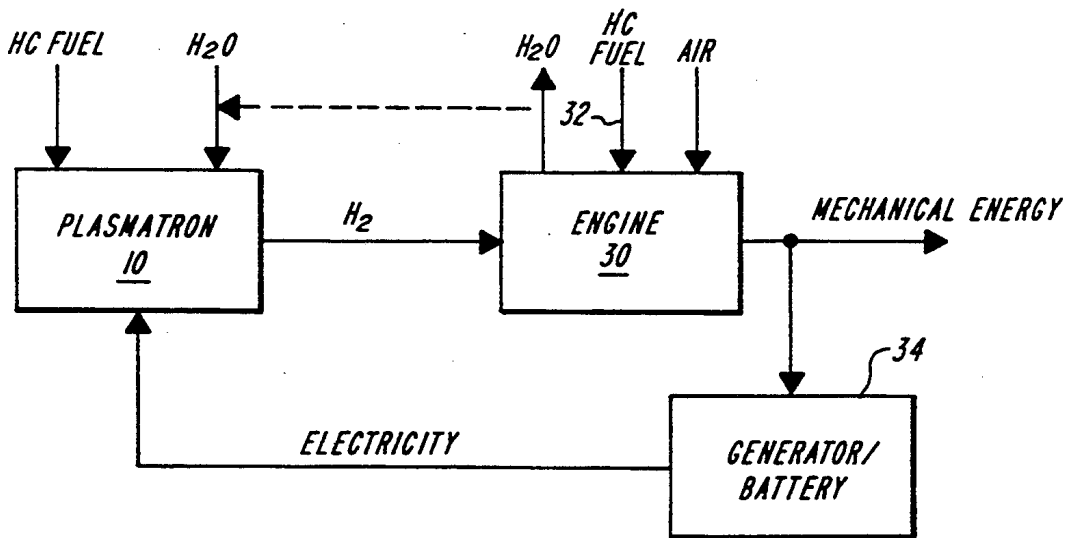 HC FUEL
H2O
H2O
HC
FUEL
AIR
32
PLASMATRON
10
H2
ENGINE
30
MECHANICAL ENERGY
34
ELECTRICITY
GENERATOR/
BATTERY